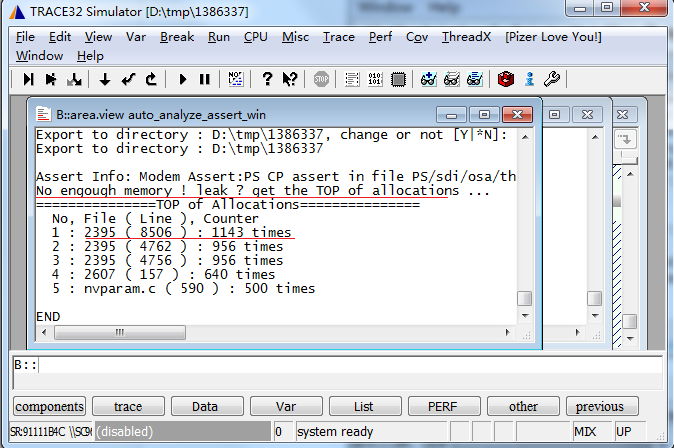 Window Help
TRACE32 Simulator [D:\tmp\1386337]
File Edit View Var Break Run CPU Misc Trace Perf Cov ThreadX [Pizer Love You!]
Window Help
B::area.view auto_analyze_assert_win
Export to directory : D:\tmp\1386337, change or not [Y|*N]:
Export to directory : D:\tmp\1386337
Assert Info: Modem Assert:PS CP assert in file PS/sdi/osa/th
No engough memory ! leak ? get the TOP of allocations ...
===============TOP of Allocations===============
No, File ( Line ), Counter
1 : 2395 ( 8506 ) : 1143 times
2 : 2395 ( 4762 ) : 956 times
3 : 2395 ( 4756 ) : 956 times
4 : 2607 ( 157 ) : 640 times
5 : nvparam.c ( 590 ) : 500 times
END
B::
components trace Data Var List PERF other previous
SR:91111B4C \\SC9 (disabled) 0 system ready MIX UP